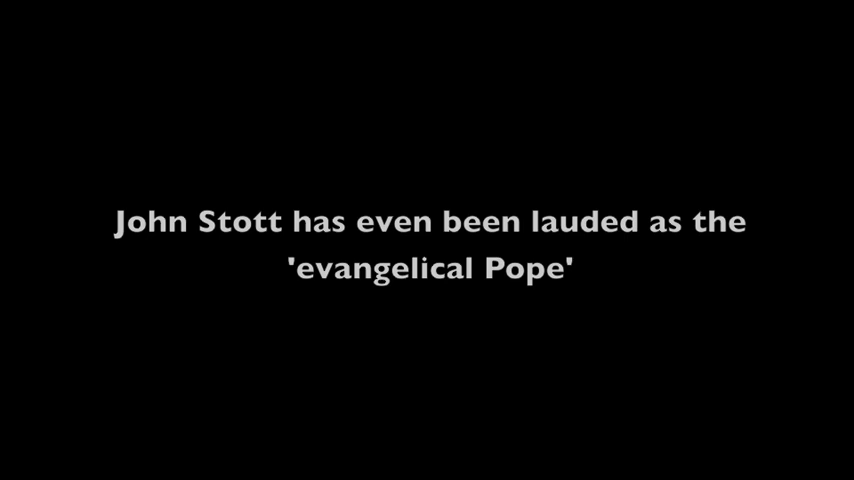 John Stott has even been lauded as the
'evangelical Pope'